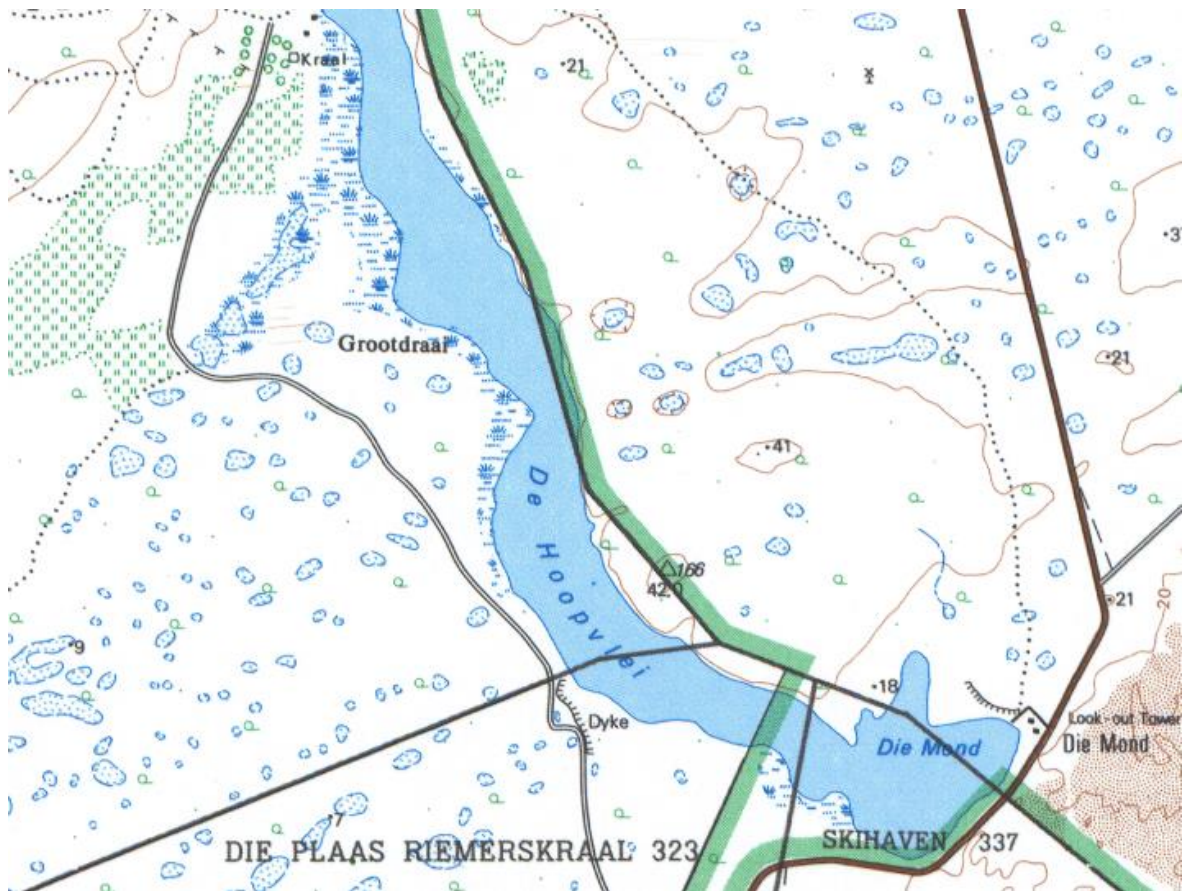 Kraal
21
Grootdraai
21
41
De Hoopvlei
166
42.0
21
20
9
18
Dyke
Look-out Tower
Die Mond
Die Mond
7
DIE PLAAS RIEMERSKRAAL 323
SKIHAVEN 337